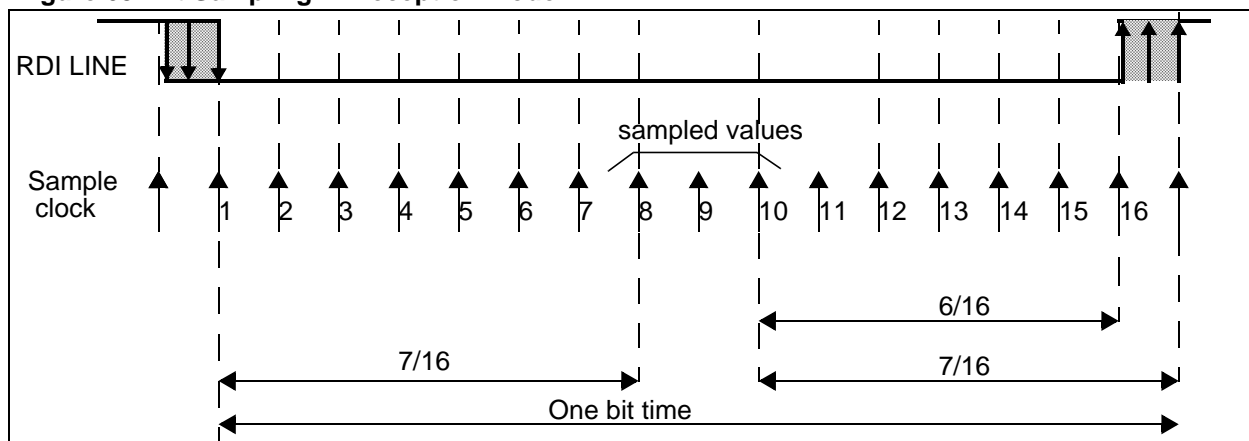 RDI LINE
sampled values
Sample
clock
1 2 3 4 5 6 7 8 9 10 11 12 13 14 15 16
6/16
7/16 7/16
One bit time